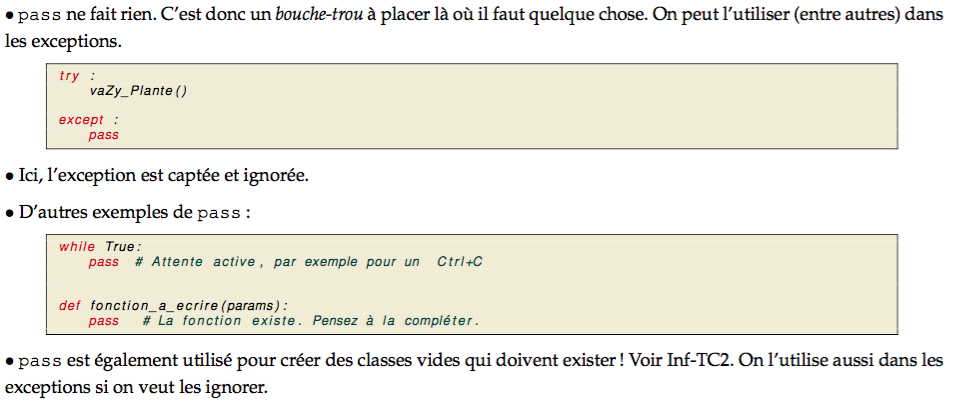 • pass ne fait rien. C’est donc un bouche-trou à placer là où il faut quelque chose. On peut l’utiliser (entre autres) dans
les exceptions.
try :
    vaZy_Plante()
except :
    pass
• Ici, l’exception est captée et ignorée.
• D’autres exemples de pass :
while True:
    pass # Attente active, par exemple pour un Ctrl+C
def fonction_a_ecrire(params):
    pass # La fonction existe. Pensez à la compléter.
• pass est également utilisé pour créer des classes vides qui doivent exister ! Voir Inf-TC2. On l’utilise aussi dans les
exceptions si on veut les ignorer.